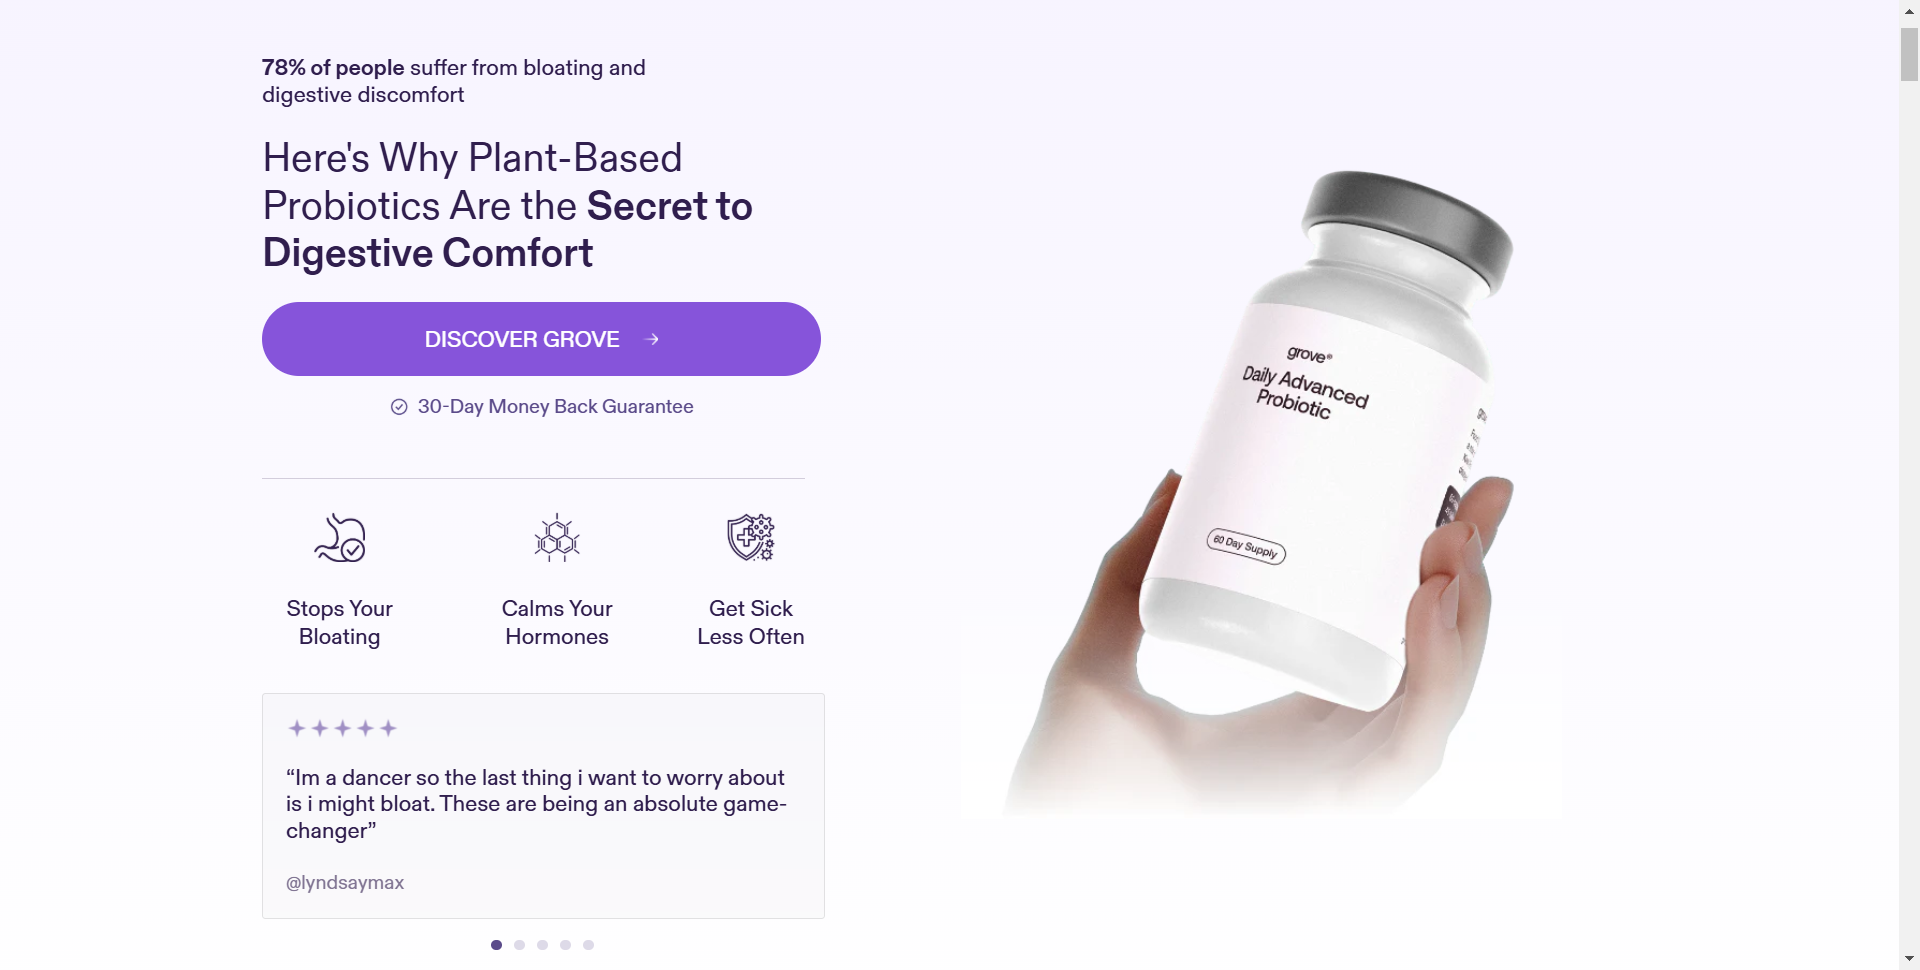 78% of people suffer from bloating and
digestive discomfort
Here's Why Plant-Based
Probiotics Are the Secret to
Digestive Comfort
DISCOVER GROVE →
30-Day Money Back Guarantee
Stops Your
Bloating
Calms Your
Hormones
Get Sick
Less Often
“Im a dancer so the last thing i want to worry about
is i might bloat. These are being an absolute game-
changer”
@lyndsaymax
grove®
Daily Advanced
Probiotic
60 Day Supply